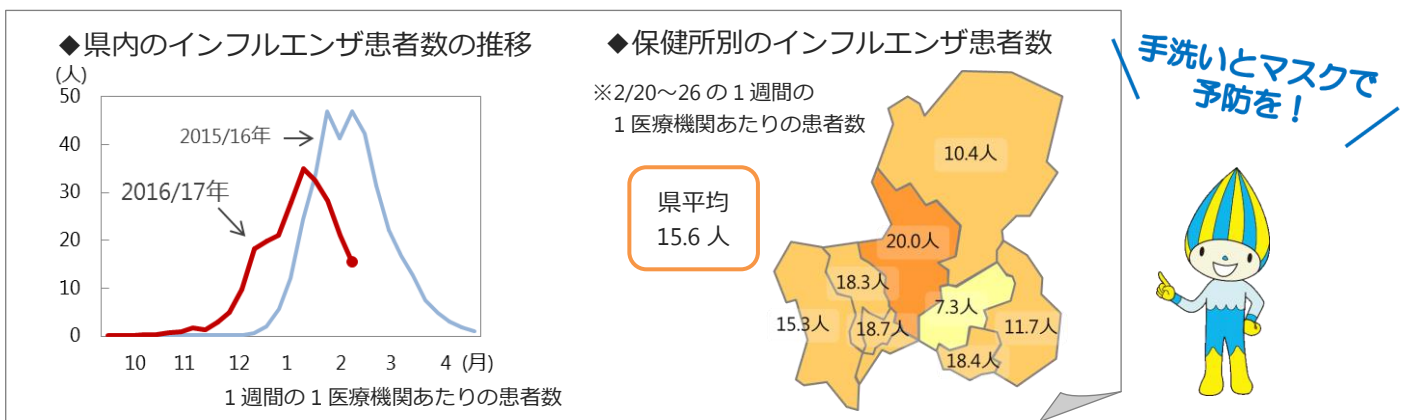 ◆県内のインフルエンザ患者数の推移
(人)
50
40
30
20
10
0
2015/16年
2016/17年
10 11 12 1 2 3 4 (月)
1週間の1医療機関あたりの患者数
◆保健所別のインフルエンザ患者数
※2/20~26の1週間の
1医療機関あたりの患者数
県平均
15.6 人
10.4人
20.0人
18.3人
7.3人
15.3人
18.7人
11.7人
18.4人
手洗いとマスクで
予防を！